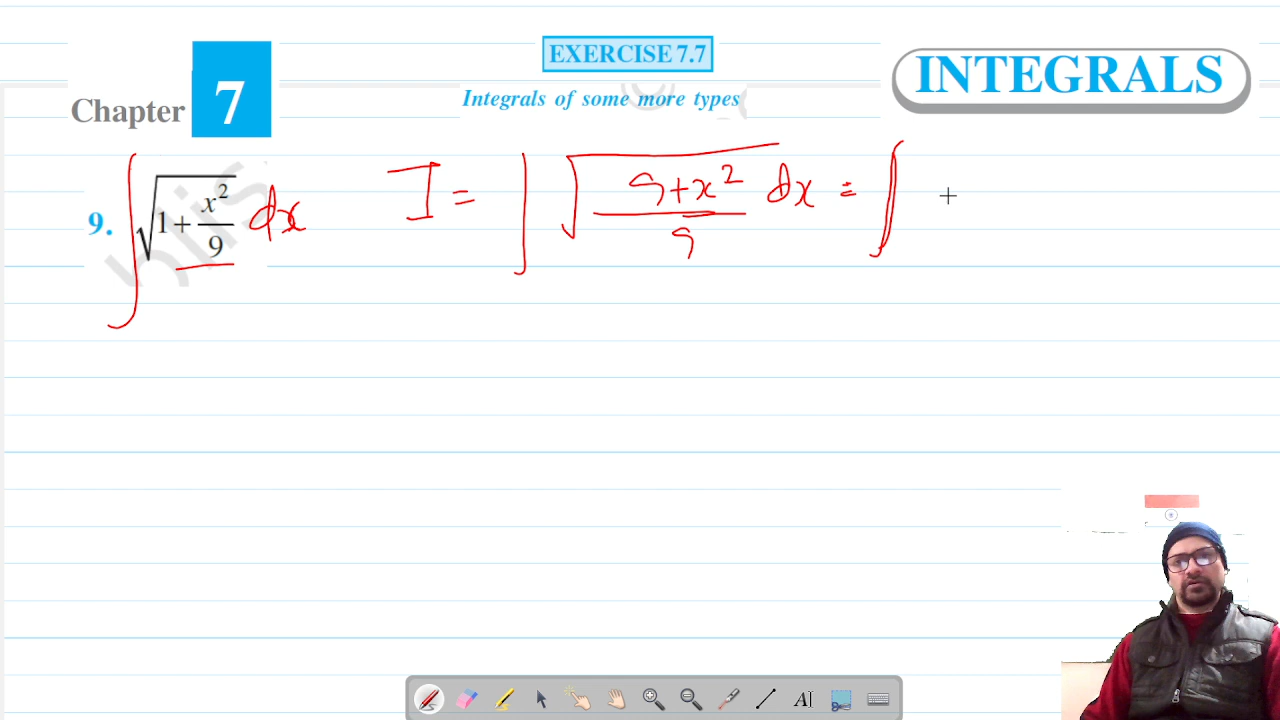 EXERCISE 7.7
Chapter 7
Integrals of some more types
INTEGRALS
9. ∫ √(1 + x²/9) dx I = ∫ √((9+x²)/9) dx = ∫
AI